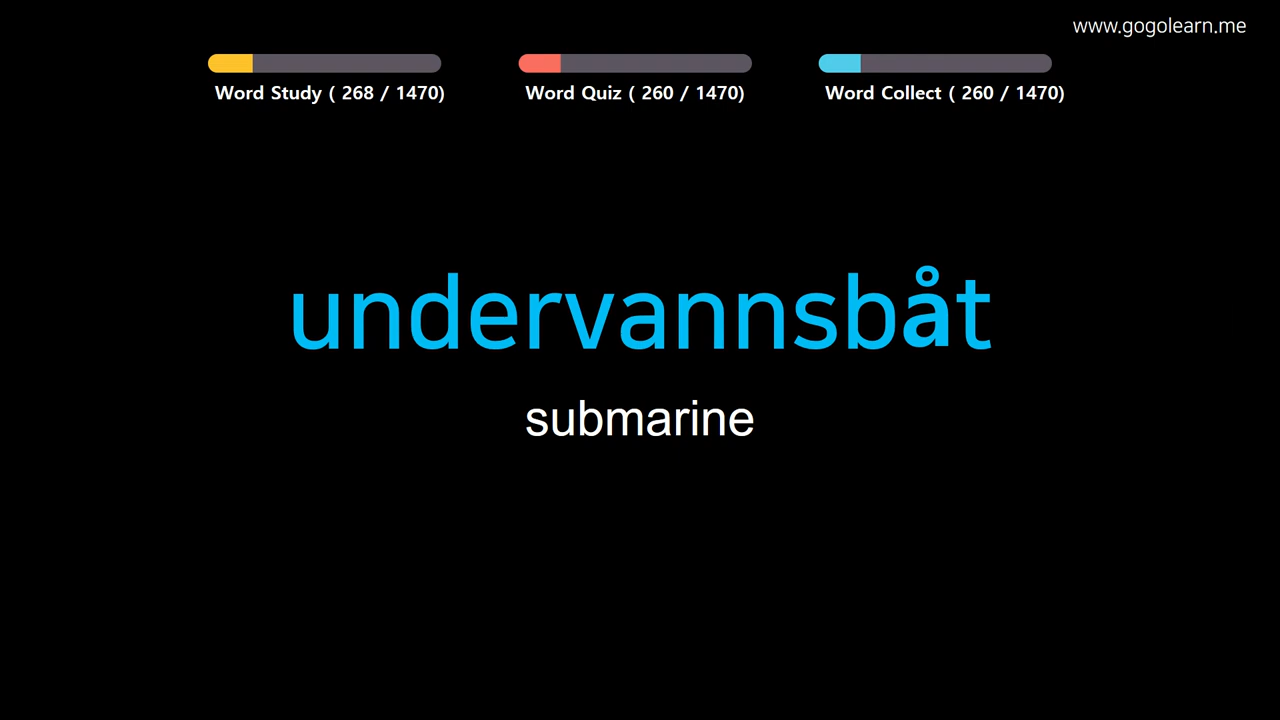 www.gogolearn.me
Word Study ( 268 / 1470)
Word Quiz ( 260 / 1470)
Word Collect ( 260 / 1470)
undervannsbåt
submarine